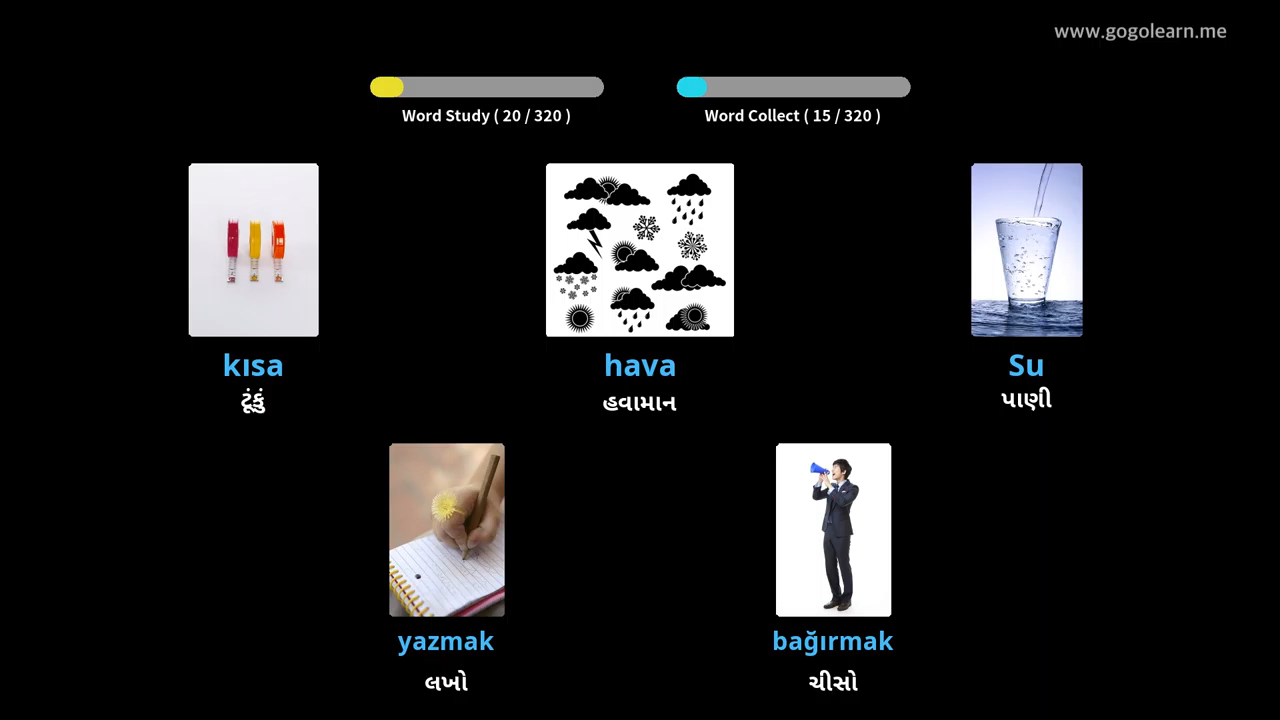 www.gogolearn.me
Word Study ( 20 / 320 )
Word Collect ( 15 / 320 )
kısa
ટૂંકું
hava
હવામાન
Su
પાણી
yazmak
લખો
bağırmak
ચીસો